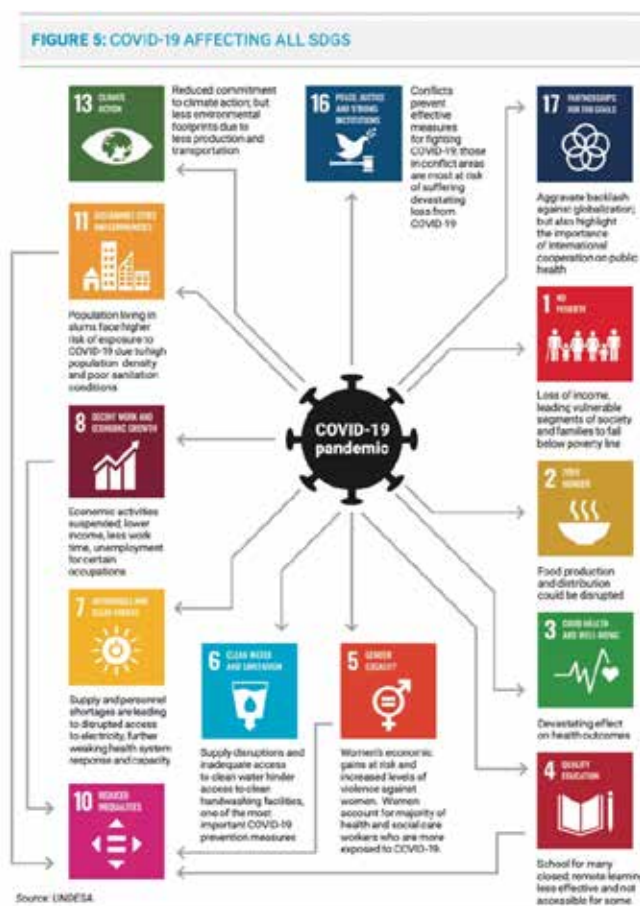 FIGURE 5: COVID-19 AFFECTING ALL SDGS
13 CLIMATE
ACTION
Reduced commitment
to climate action; but
less environmental
footprints due to
less production and
transportation
16 PEACE, JUSTICE
AND STRONG
INSTITUTIONS
Conflicts
prevent
effective
measures
for fighting
COVID-19; those
in conflict areas
are most at risk
of suffering
devastating
loss from
COVID-19
17 PARTNERSHIPS
FOR THE GOALS
Aggravate backlash
against globalization;
but also highlight
the importance
of international
cooperation on public
health
11 SUSTAINABLE CITIES
AND COMMUNITIES
Population living in
slums face higher
risk of exposure to
COVID-19 due to high
population density
and poor sanitation
conditions
1 NO
POVERTY
Loss of income,
leading vulnerable
segments of society
and families to fall
below poverty line
COVID-19
pandemic
8 DECENT WORK AND
ECONOMIC GROWTH
Economic activities
suspended; lower
income, less work
time, unemployment
for certain
occupations
2 ZERO
HUNGER
Food production
and distribution
could be disrupted
7 AFFORDABLE AND
CLEAN ENERGY
Supply and personnel
shortages are leading
to disrupted access
to electricity, further
weakening health system
response and capacity
6 CLEAN WATER
AND SANITATION
Supply disruptions and
inadequate access
to clean water hinder
access to clean
handwashing facilities,
one of the most
important COVID-19
prevention measures
5 GENDER
EQUALITY
Women's economic
gains at risk and
increased levels of
violence against
women. Women
account for majority of
health and social care
workers who are more
exposed to COVID-19.
3 GOOD HEALTH
AND WELL-BEING
Devastating effect
on health outcomes
4 QUALITY
EDUCATION
School for many
closed; remote learning
less effective and not
accessible for some
10 REDUCED
INEQUALITIES
Source: UNDESA